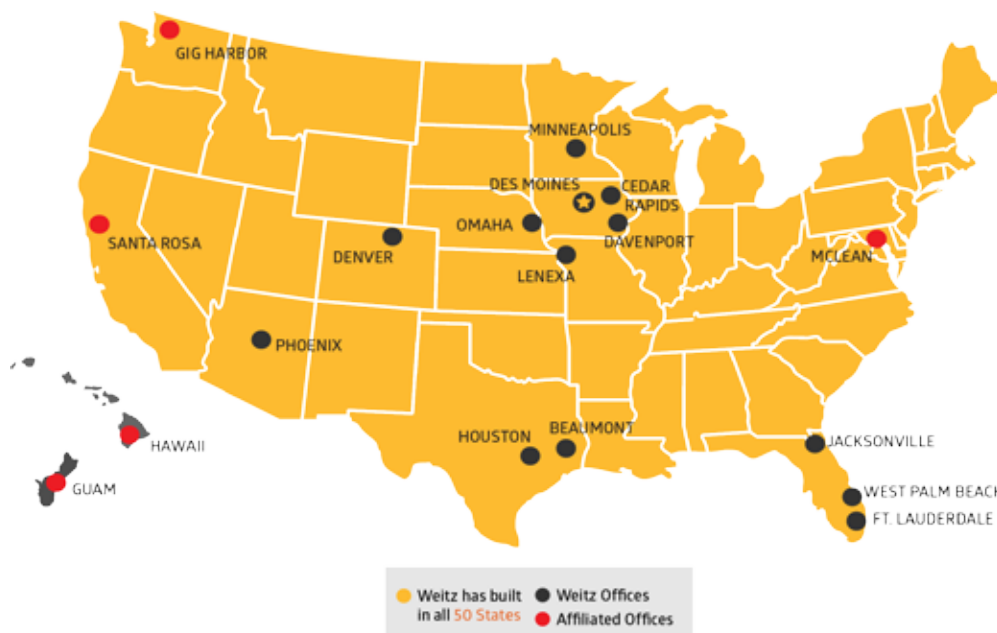 GIG HARBOR
MINNEAPOLIS
DES MOINES
CEDAR
RAPIDS
OMAHA
DAVENPORT
SANTA ROSA
DENVER
LENEXA
MCLEAN
PHOENIX
HOUSTON
BEAUMONT
HAWAII
JACKSONVILLE
GUAM
WEST PALM BEACH
FT. LAUDERDALE
Weitz has built
in all 50 States
Weitz Offices
Affiliated Offices